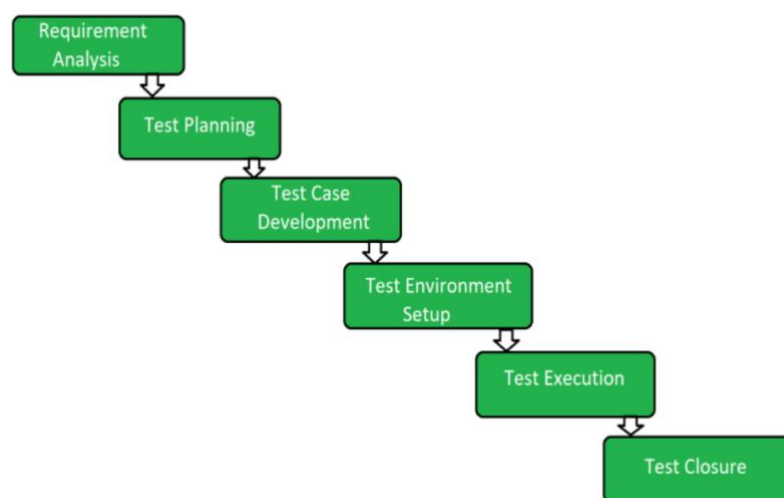 Requirement
Analysis
Test Planning
Test Case
Development
Test Environment
Setup
Test Execution
Test Closure